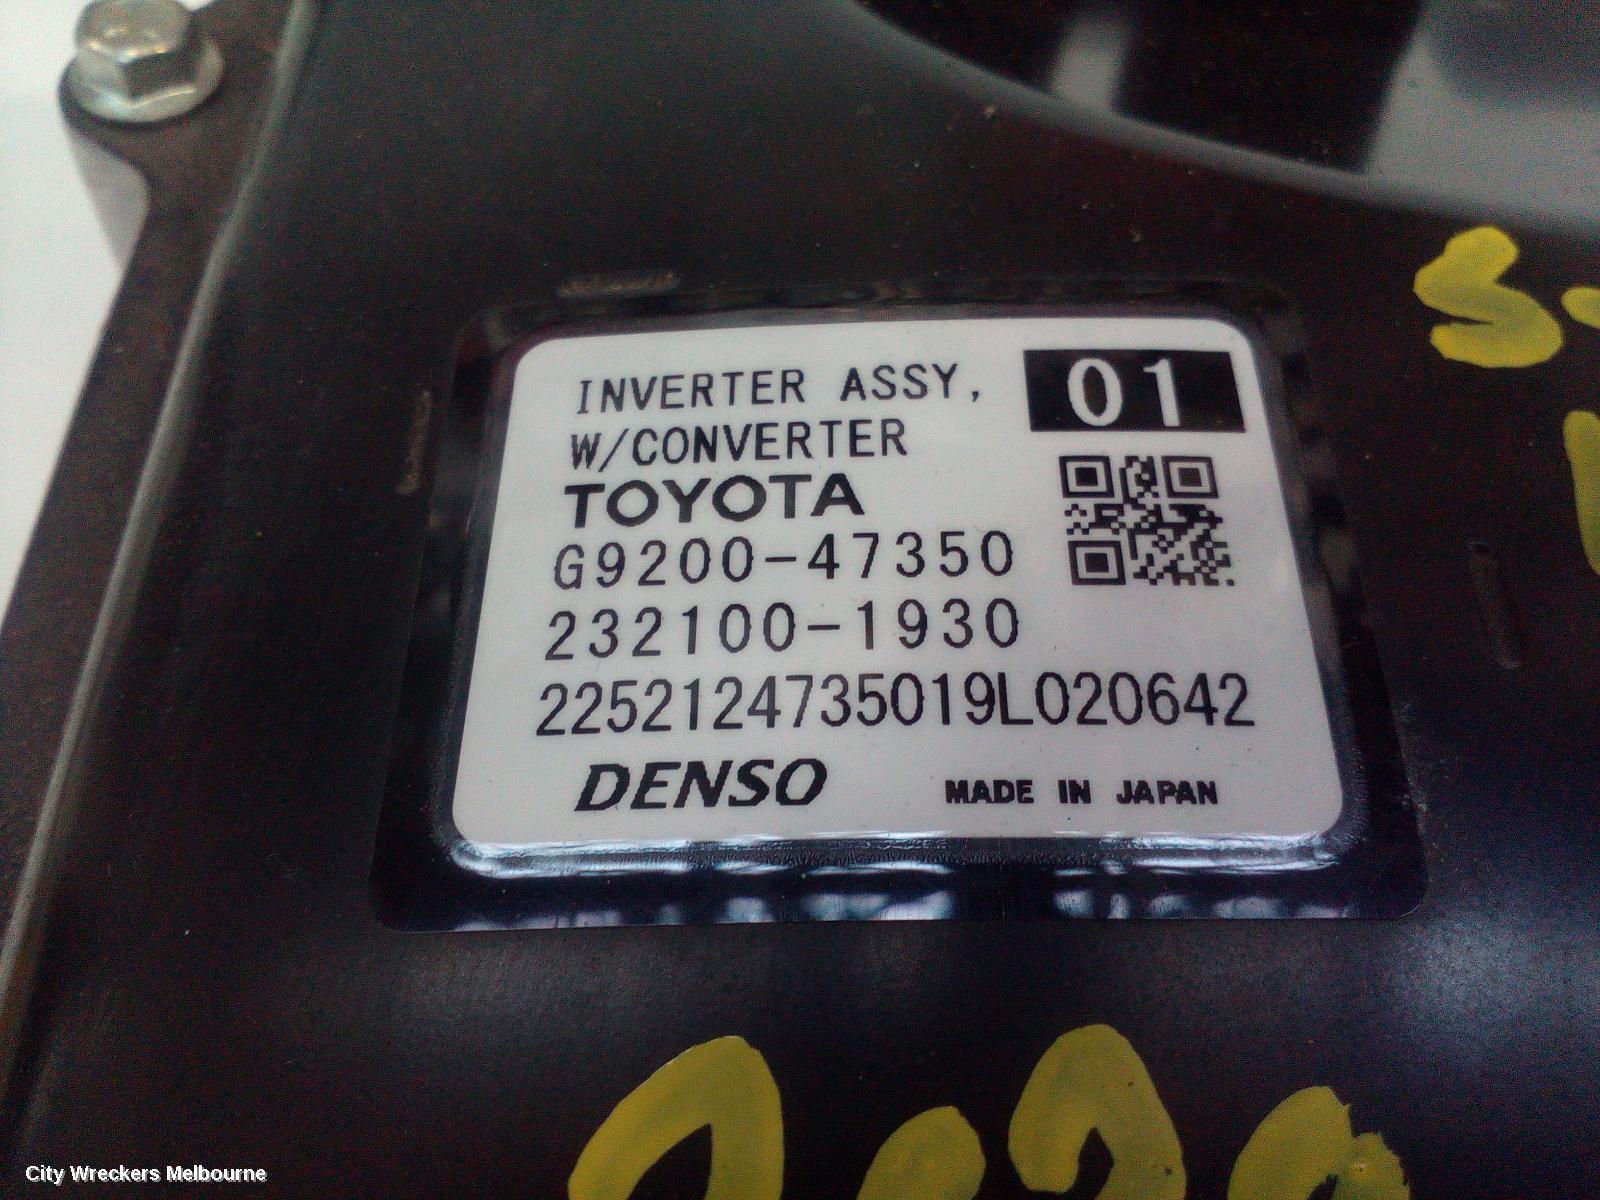 INVERTER ASSY,
W/CONVERTER
01
TOYOTA
G9200-47350
232100-1930
2252124735019L020642
DENSO
MADE IN JAPAN
City Wreckers Melbourne